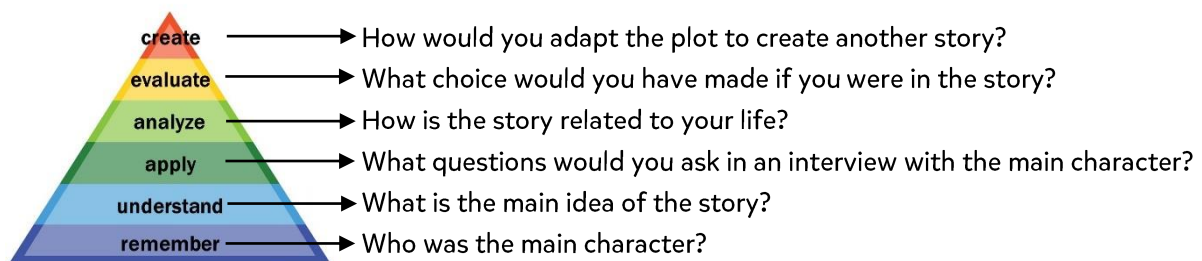 create How would you adapt the plot to create another story?
evaluate What choice would you have made if you were in the story?
analyze How is the story related to your life?
apply What questions would you ask in an interview with the main character?
understand What is the main idea of the story?
remember Who was the main character?